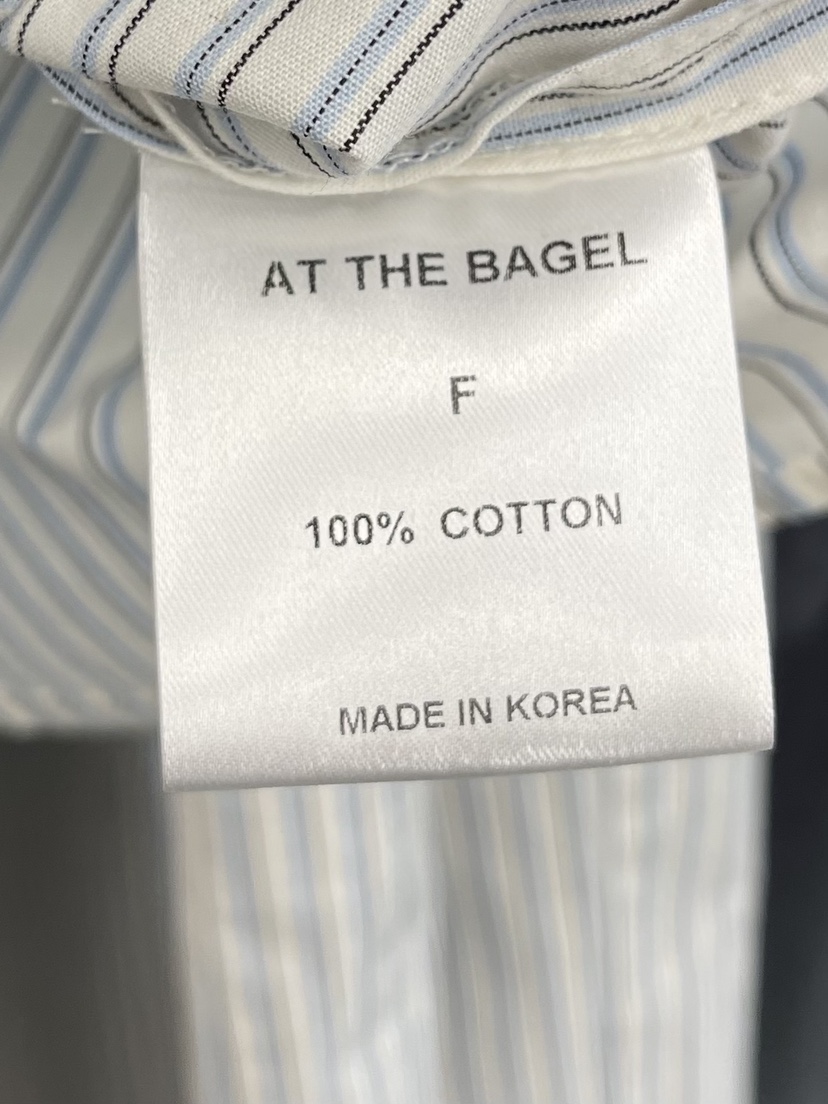 AT THE BAGEL
F
100% COTTON
MADE IN KOREA